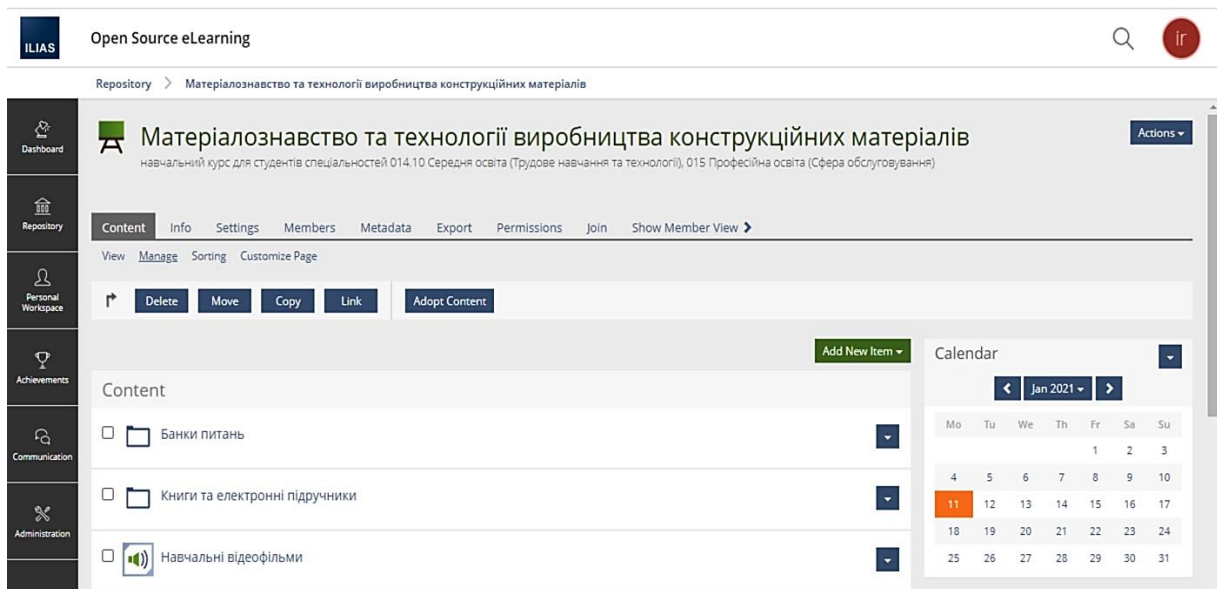 ILIAS
Open Source eLearning
ir
Repository > Матеріалознавство та технології виробництва конструкційних матеріалів
Dashboard
Repository
Personal
Workspace
Achievements
Communication
Administration
Матеріалознавство та технології виробництва конструкційних матеріалів
навчальний курс для студентів спеціальностей 014.10 Середня освіта (Трудове навчання та технології), 015 Професійна освіта (Сфера обслуговування)
Actions
Content Info Settings Members Metadata Export Permissions Join Show Member View
View Manage Sorting Customize Page
Delete Move Copy Link Adopt Content
Add New Item
Content
Банки питань
Книги та електронні підручники
Навчальні відеофільми
Calendar
Jan 2021
Mo Tu We Th Fr Sa Su
1 2 3
4 5 6 7 8 9 10
11 12 13 14 15 16 17
18 19 20 21 22 23 24
25 26 27 28 29 30 31